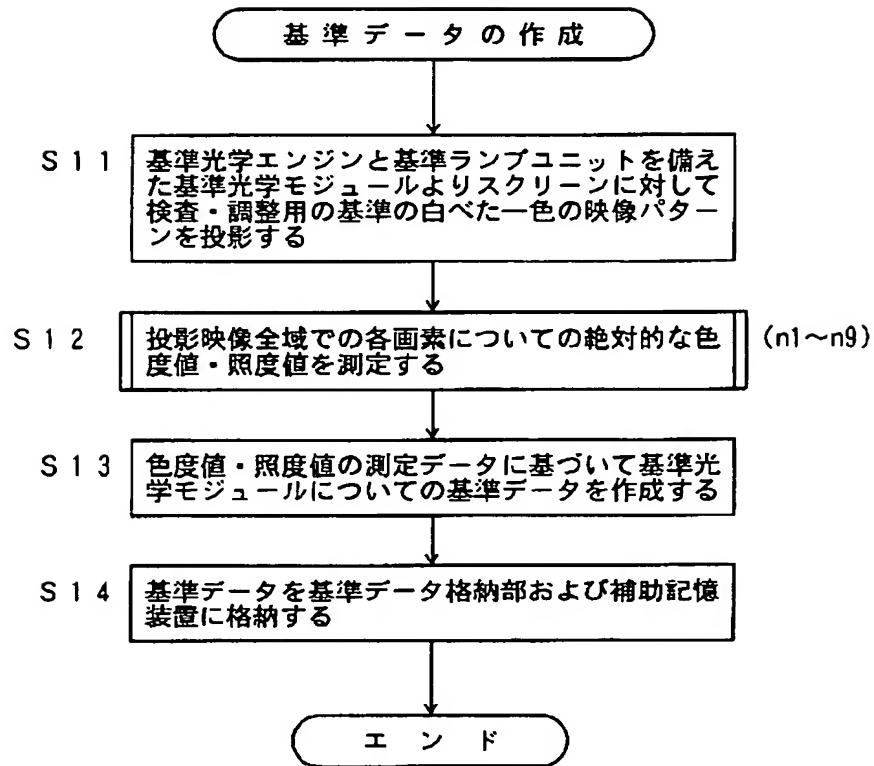 基準データの作成
S11
基準光学エンジンと基準ランプユニットを備え
た基準光学モジュールよりスクリーンに対して
検査・調整用の基準の白べた一色の映像パター
ンを投影する
S12
投影映像全域での各画素についての絶対的な色
度値・照度値を測定する
(n1～n9)
S13
色度値・照度値の測定データに基づいて基準光
学モジュールについての基準データを作成する
S14
基準データを基準データ格納部および補助記憶
装置に格納する
エンド